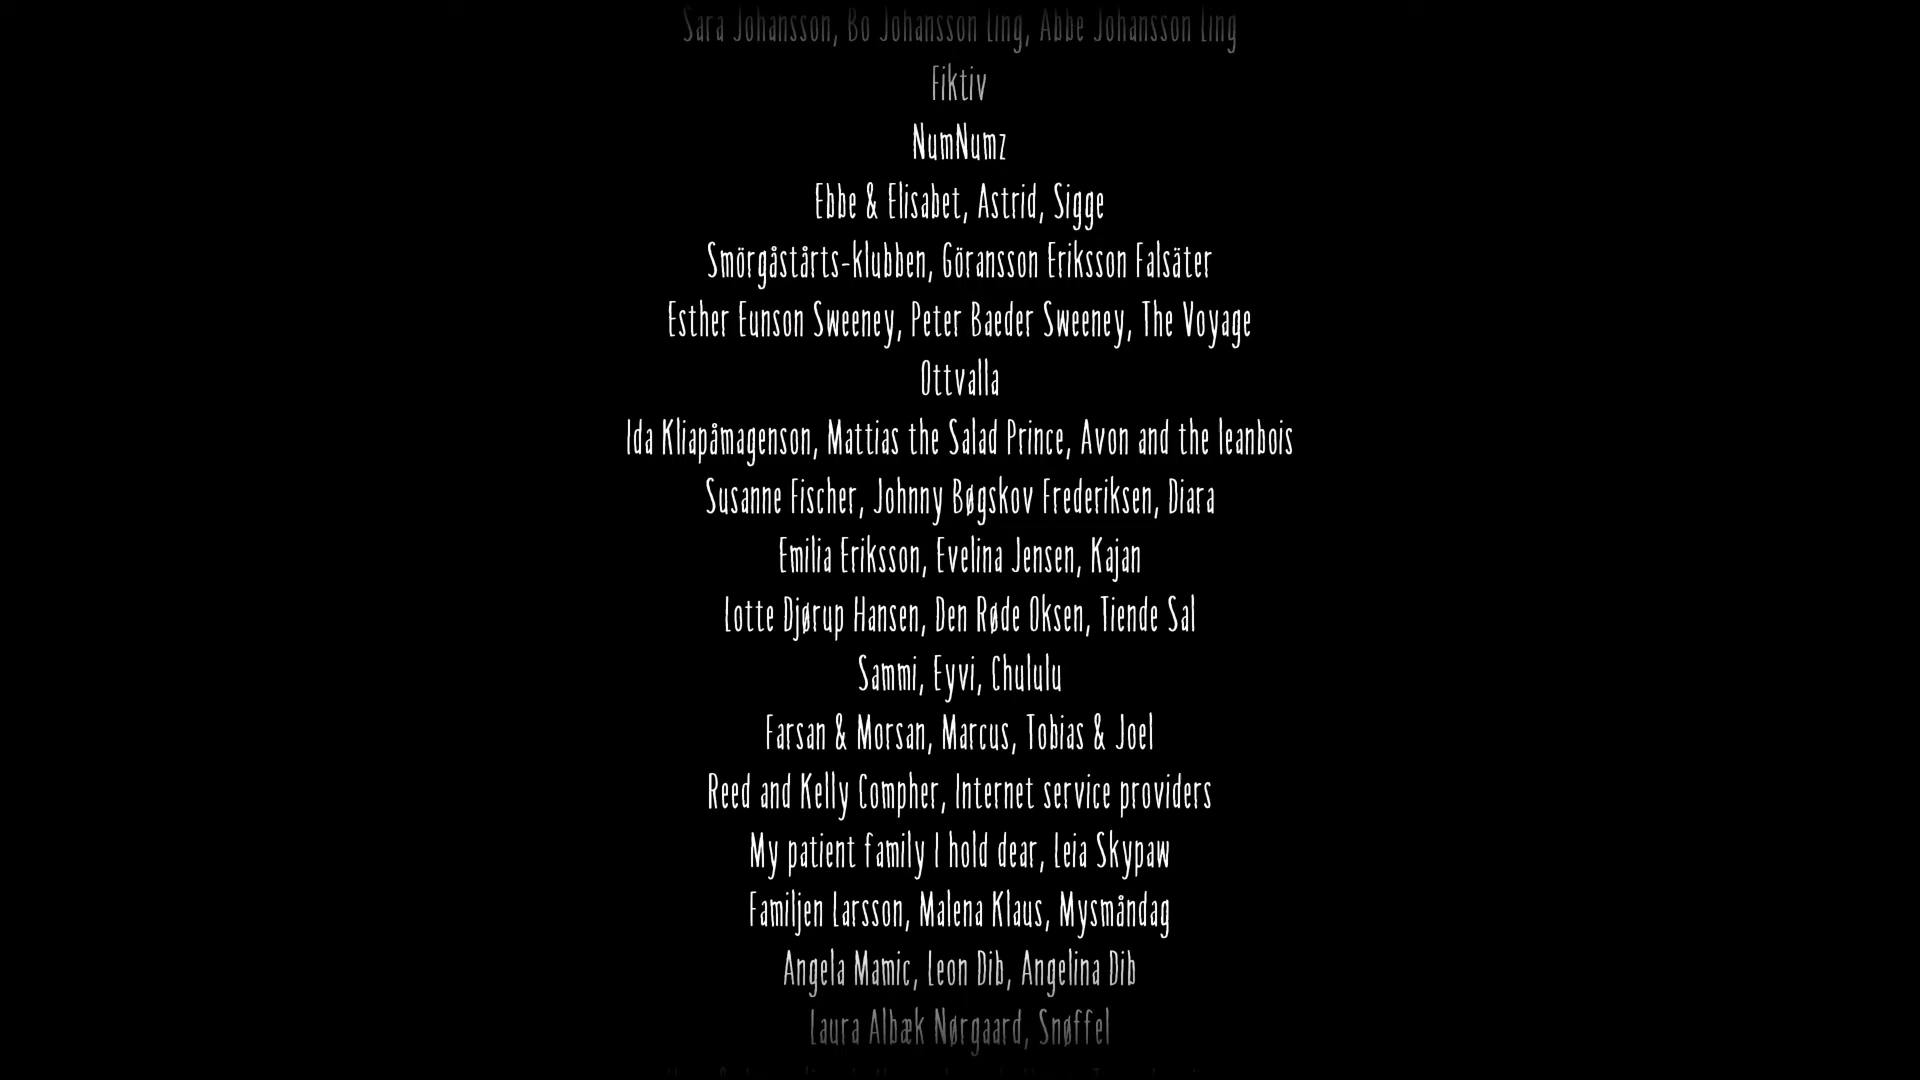 Sara Johansson, Bo Johansson Ling, Abbe Johansson Ling
Fiktiv
NumNumz
Ebbe & Elisabet, Astrid, Sigge
Smörgåstårts-klubben, Göransson Eriksson Falsäter
Esther Eunson Sweeney, Peter Baeder Sweeney, The Voyage
Ottvalla
Ida Kliapåmagenson, Mattias the Salad Prince, Avon and the leanbois
Susanne Fischer, Johnny Bøgskov Frederiksen, Diara
Emilia Eriksson, Evelina Jensen, Kajan
Lotte Djørup Hansen, Den Røde Oksen, Tiende Sal
Sammi, Eyvi, Chululu
Farsan & Morsan, Marcus, Tobias & Joel
Reed and Kelly Compher, Internet service providers
My patient family I hold dear, Leia Skypaw
Familjen Larsson, Malena Klaus, Mysmåndag
Angela Mamic, Leon Dib, Angelina Dib
Laura Albæk Nørgaard, Snøffel